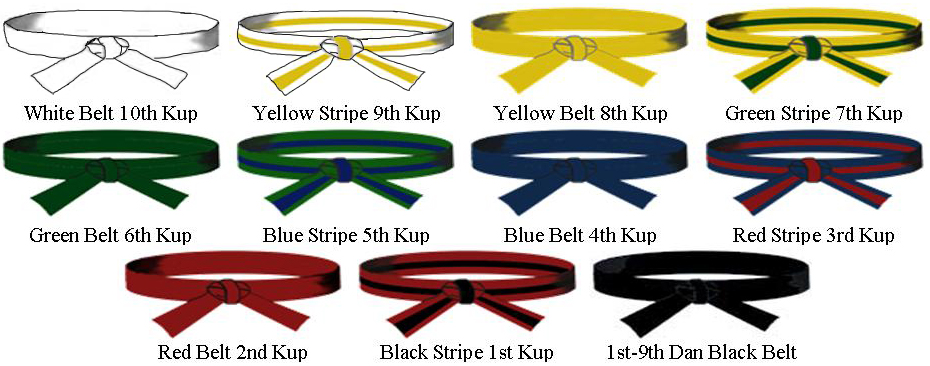 White Belt 10th Kup
Yellow Stripe 9th Kup
Yellow Belt 8th Kup
Green Stripe 7th Kup
Green Belt 6th Kup
Blue Stripe 5th Kup
Blue Belt 4th Kup
Red Stripe 3rd Kup
Red Belt 2nd Kup
Black Stripe 1st Kup
1st-9th Dan Black Belt